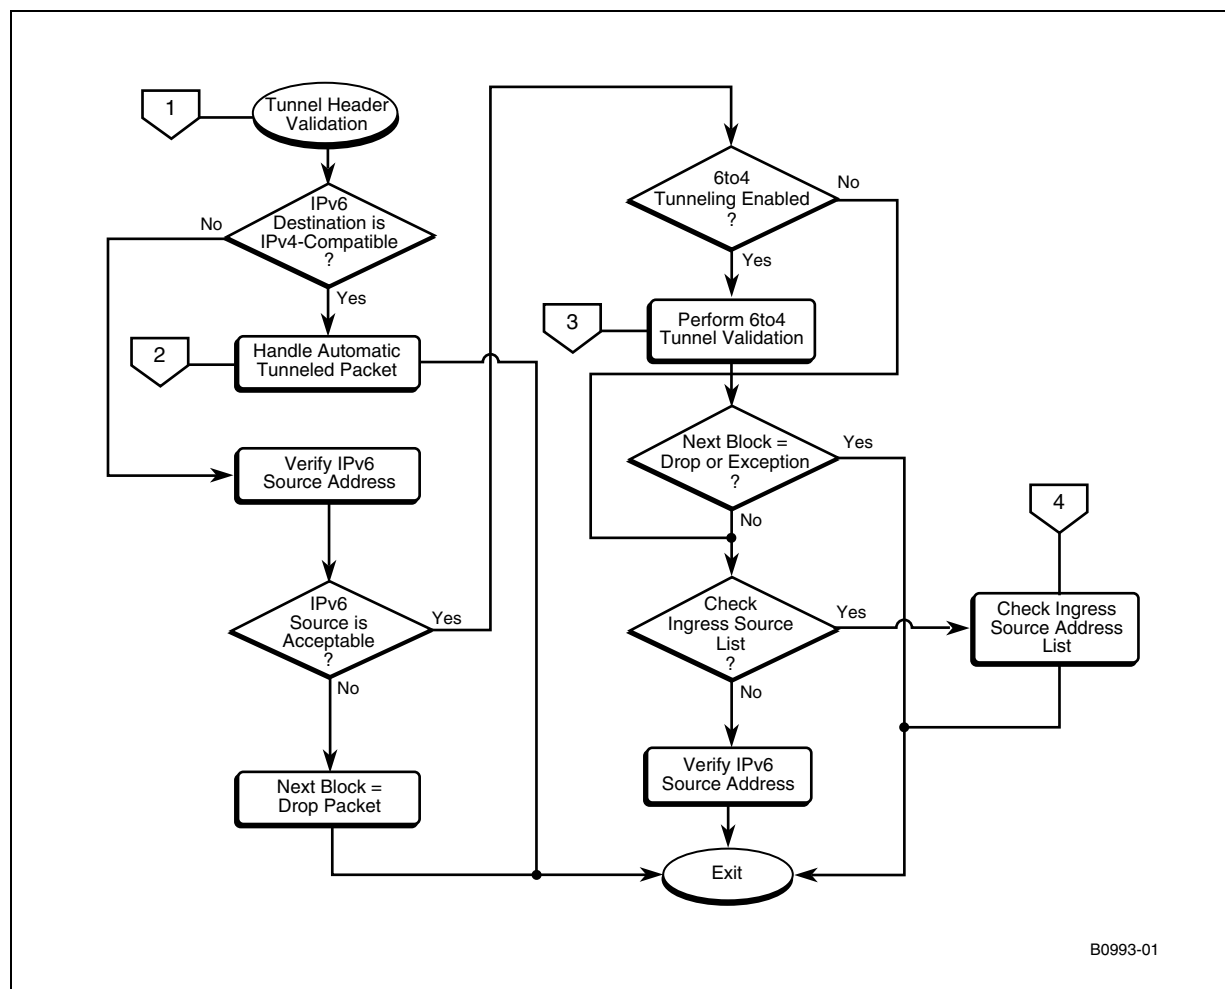 1
Tunnel Header
Validation
IPv6
Destination is
IPv4-Compatible
?
No
Yes
2
Handle Automatic
Tunneled Packet
Verify IPv6
Source Address
IPv6
Source is
Acceptable
?
Yes
No
Next Block =
Drop Packet
6to4
Tunneling Enabled
?
No
Yes
3
Perform 6to4
Tunnel Validation
Next Block =
Drop or Exception
?
Yes
No
4
Check
Ingress Source
List
?
Yes
No
Check Ingress
Source Address
List
Verify IPv6
Source Address
Exit
B0993-01